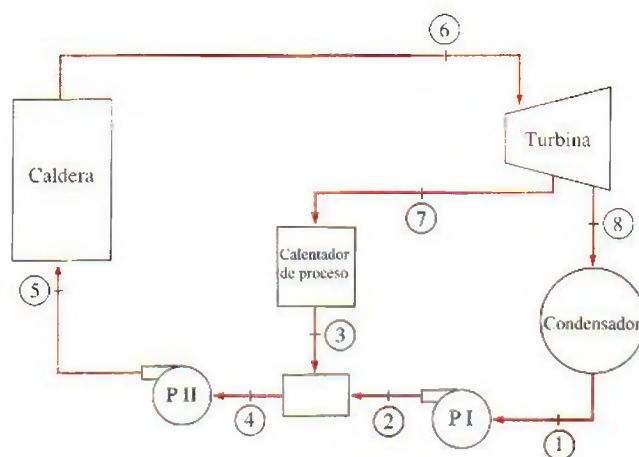 6
Turbina
Caldera
7
8
Calentador
de proceso
5
Condensador
3
P II
4
2
P I
1